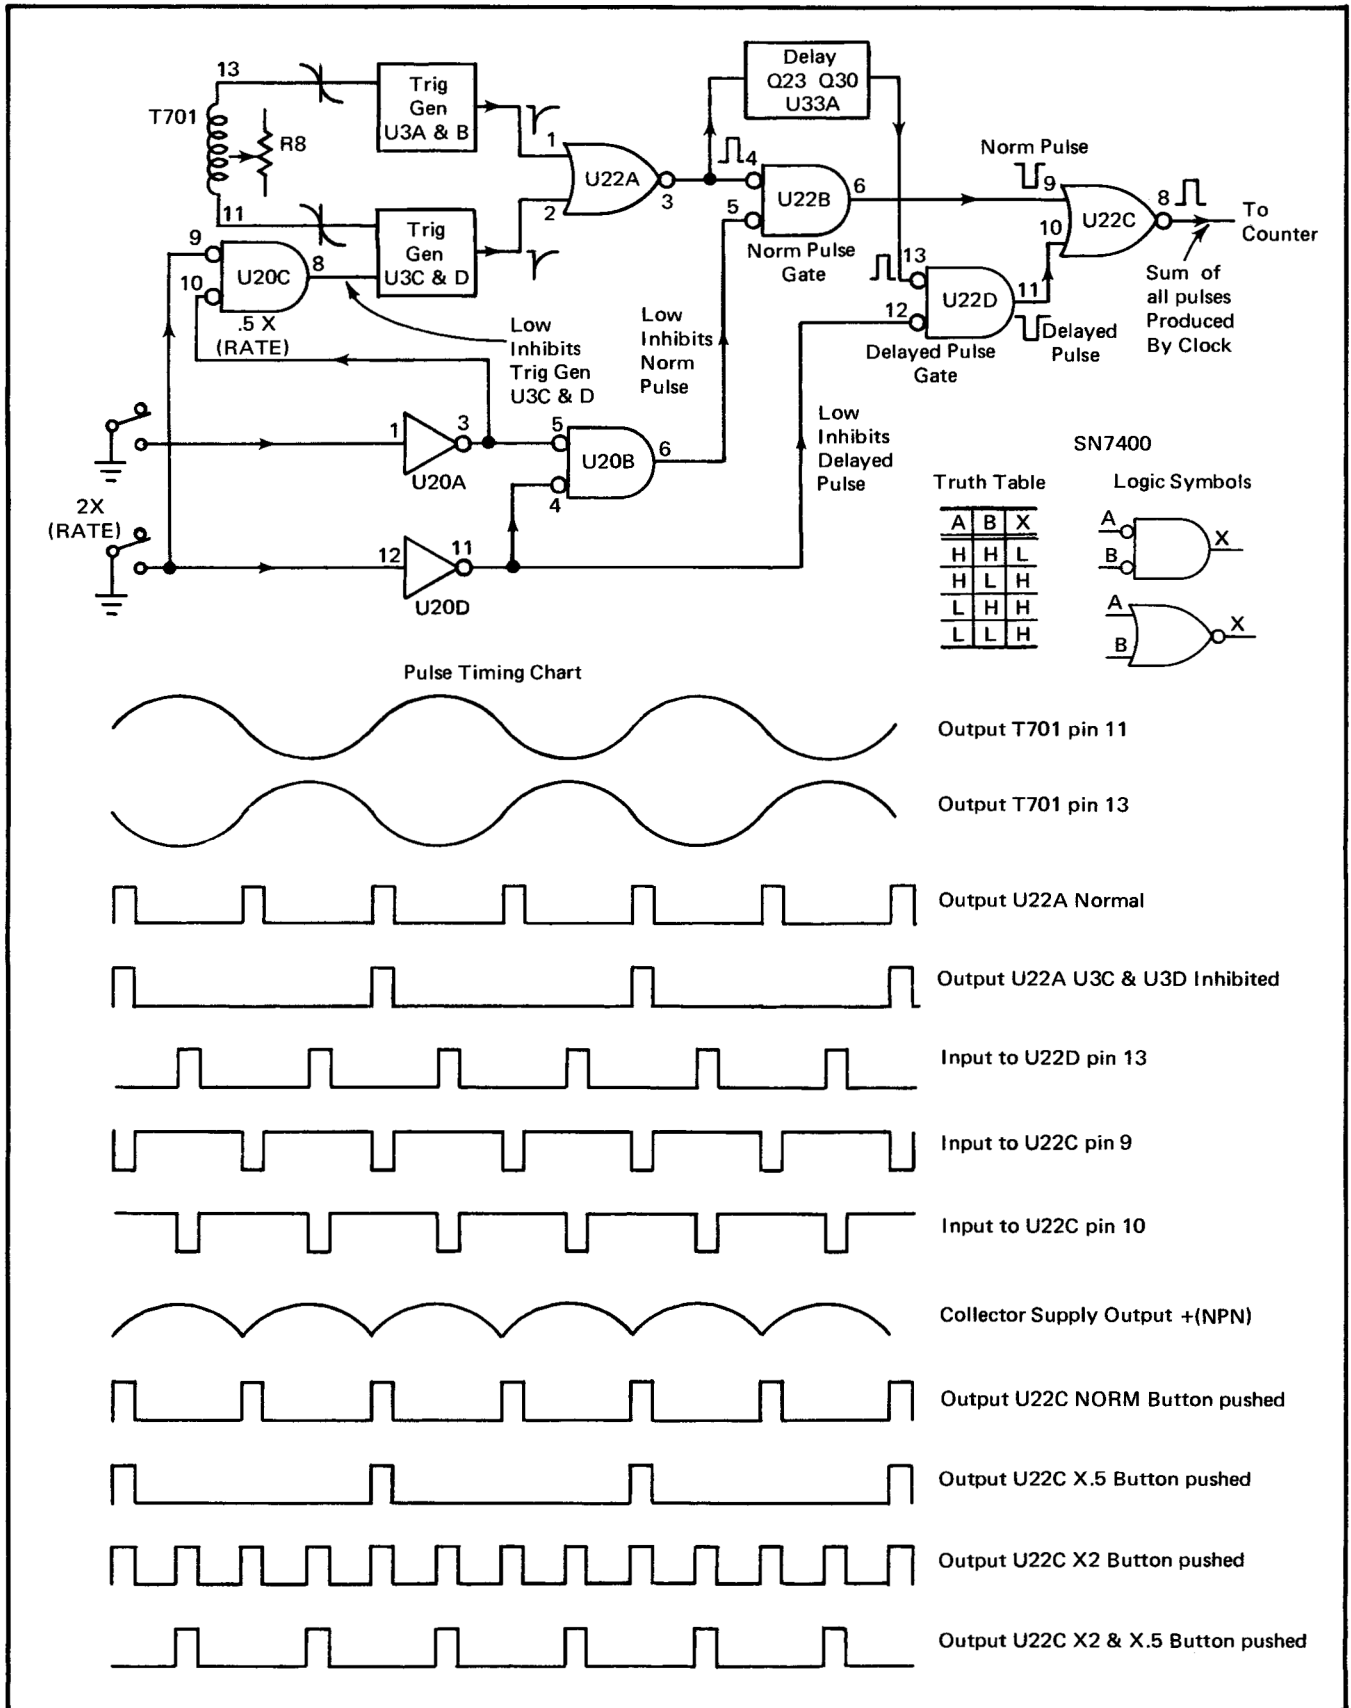 Delay
Q23 Q30
U33A
13
T701
R8
Trig
Gen
U3A & B
1
2
U22A
3
4
5
U22B
6
Norm Pulse
Gate
Norm Pulse
9
10
U22C
8
To
Counter
Sum of
all pulses
Produced
By Clock
11
Trig
Gen
U3C & D
9
10
U20C
8
.5 X
(RATE)
Low
Inhibits
Trig Gen
U3C & D
Low
Inhibits
Norm
Pulse
13
12
U22D
11
Delayed
Pulse
Delayed Pulse
Gate
Low
Inhibits
Delayed
Pulse
1
3
U20A
5
4
U20B
6
2X
(RATE)
12
11
U20D
SN7400
Truth Table
Logic Symbols
A B X
H H L
H L H
L H H
L L H
A
B
X
A
B
X
Pulse Timing Chart
Output T701 pin 11
Output T701 pin 13
Output U22A Normal
Output U22A U3C & U3D Inhibited
Input to U22D pin 13
Input to U22C pin 9
Input to U22C pin 10
Collector Supply Output +(NPN)
Output U22C NORM Button pushed
Output U22C X.5 Button pushed
Output U22C X2 Button pushed
Output U22C X2 & X.5 Button pushed